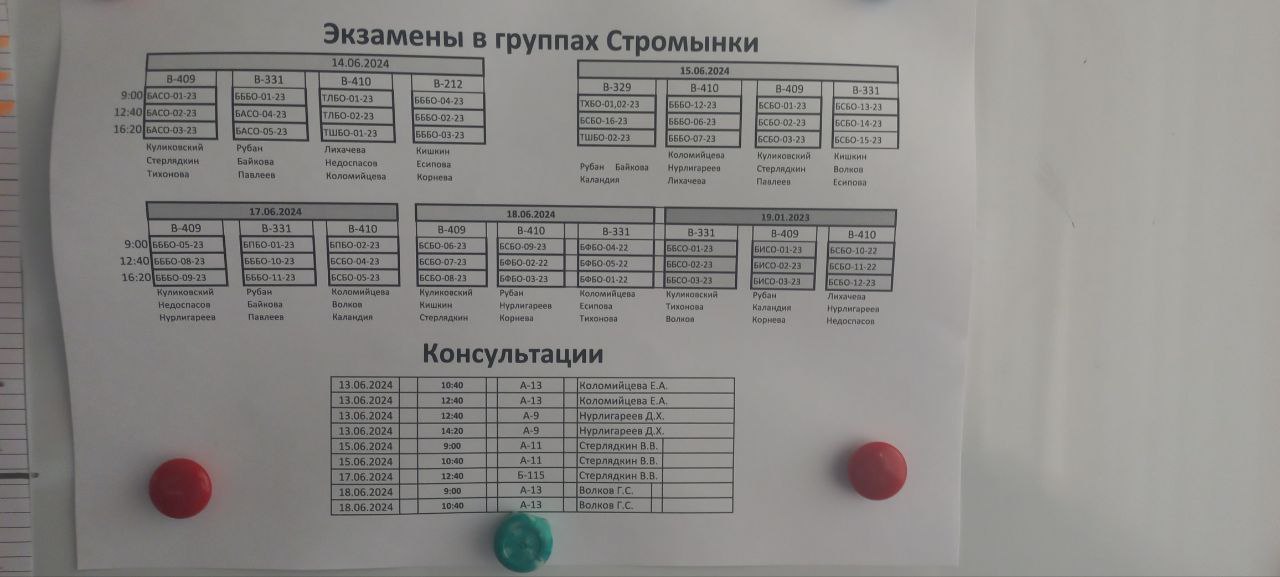 Экзамены в группах Стромынки
14.06.2024
В-409 В-331 В-410 В-212
9:00 БАСО-01-23 БББО-01-23 ТЛБО-01-23 БББО-04-23
12:40 БАСО-02-23 БАСО-04-23 ТЛБО-02-23 БББО-02-23
16:20 БАСО-03-23 БАСО-05-23 ТШБО-01-23 БББО-03-23
Куликовский Рубан Лихачева Кишкин
Стерлядкин Байкова Недоспасов Есипова
Тихонова Павлеев Коломийцева Корнева
15.06.2024
В-329 В-410 В-409 В-331
ТХБО-01,02-23 БББО-12-23 БСБО-01-23 БСБО-13-23
БСБО-16-23 БББО-06-23 БСБО-02-23 БСБО-14-23
ТШБО-02-23 БББО-07-23 БСБО-03-23 БСБО-15-23
Коломийцева Куликовский Кишкин
Рубан Байкова Нурлигареев Стерлядкин Волков
Каландия Лихачева Павлеев Есипова
17.06.2024
В-409 В-331 В-410
9:00 БББО-05-23 БПБО-01-23 БПБО-02-23
12:40 БББО-08-23 БББО-10-23 БСБО-04-23
16:20 БББО-09-23 БББО-11-23 БСБО-05-23
Куликовский Рубан Коломийцева
Недоспасов Байкова Волков
Нурлигареев Павлеев Каландия
18.06.2024
В-409 В-410 В-331
БСБО-06-23 БСБО-09-23 БФБО-04-22
БСБО-07-23 БФБО-02-22 БФБО-05-22
БСБО-08-23 БФБО-03-23 БФБО-01-22
Куликовский Рубан Коломийцева
Кишкин Нурлигареев Есипова
Стерлядкин Корнева Тихонова
19.01.2023
В-331 В-409 В-410
ББСО-01-23 БИСО-01-23 БСБО-10-22
ББСО-02-23 БИСО-02-23 БСБО-11-22
ББСО-03-23 БИСО-03-23 БСБО-12-23
Куликовский Рубан Лихачева
Тихонова Каландия Нурлигареев
Волков Корнева Недоспасов
Консультации
13.06.2024 10:40 А-13 Коломийцева Е.А.
13.06.2024 12:40 А-13 Коломийцева Е.А.
13.06.2024 12:40 А-9 Нурлигареев Д.Х.
13.06.2024 14:20 А-9 Нурлигареев Д.Х.
15.06.2024 9:00 А-11 Стерлядкин В.В.
15.06.2024 10:40 А-11 Стерлядкин В.В.
17.06.2024 12:40 Б-115 Стерлядкин В.В.
18.06.2024 9:00 А-13 Волков Г.С.
18.06.2024 10:40 А-13 Волков Г.С.